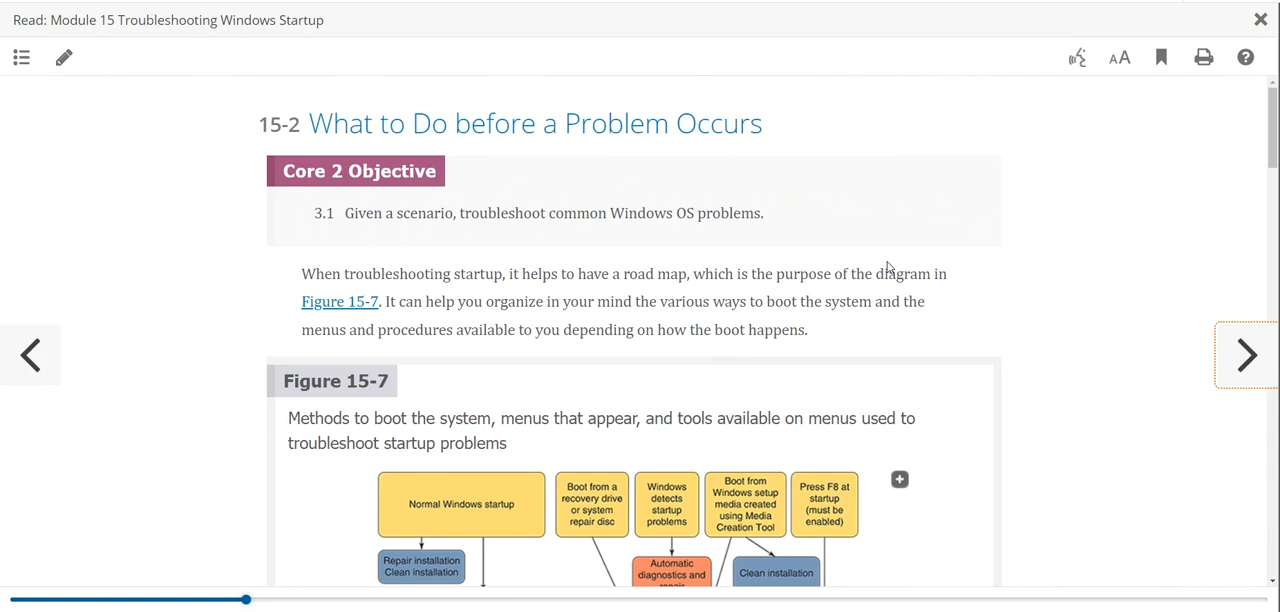 Read: Module 15 Troubleshooting Windows Startup
AA
15-2 What to Do before a Problem Occurs
Core 2 Objective
3.1 Given a scenario, troubleshoot common Windows OS problems.
When troubleshooting startup, it helps to have a road map, which is the purpose of the diagram in
Figure 15-7. It can help you organize in your mind the various ways to boot the system and the
menus and procedures available to you depending on how the boot happens.
Figure 15-7
Methods to boot the system, menus that appear, and tools available on menus used to
troubleshoot startup problems
Normal Windows startup
Boot from a
recovery drive
or system
repair disc
Windows
detects
startup
problems
Boot from
Windows setup
media created
using Media
Creation Tool
Press F8 at
startup
(must be
enabled)
Repair installation
Clean installation
Automatic
diagnostics and
repair
Clean installation